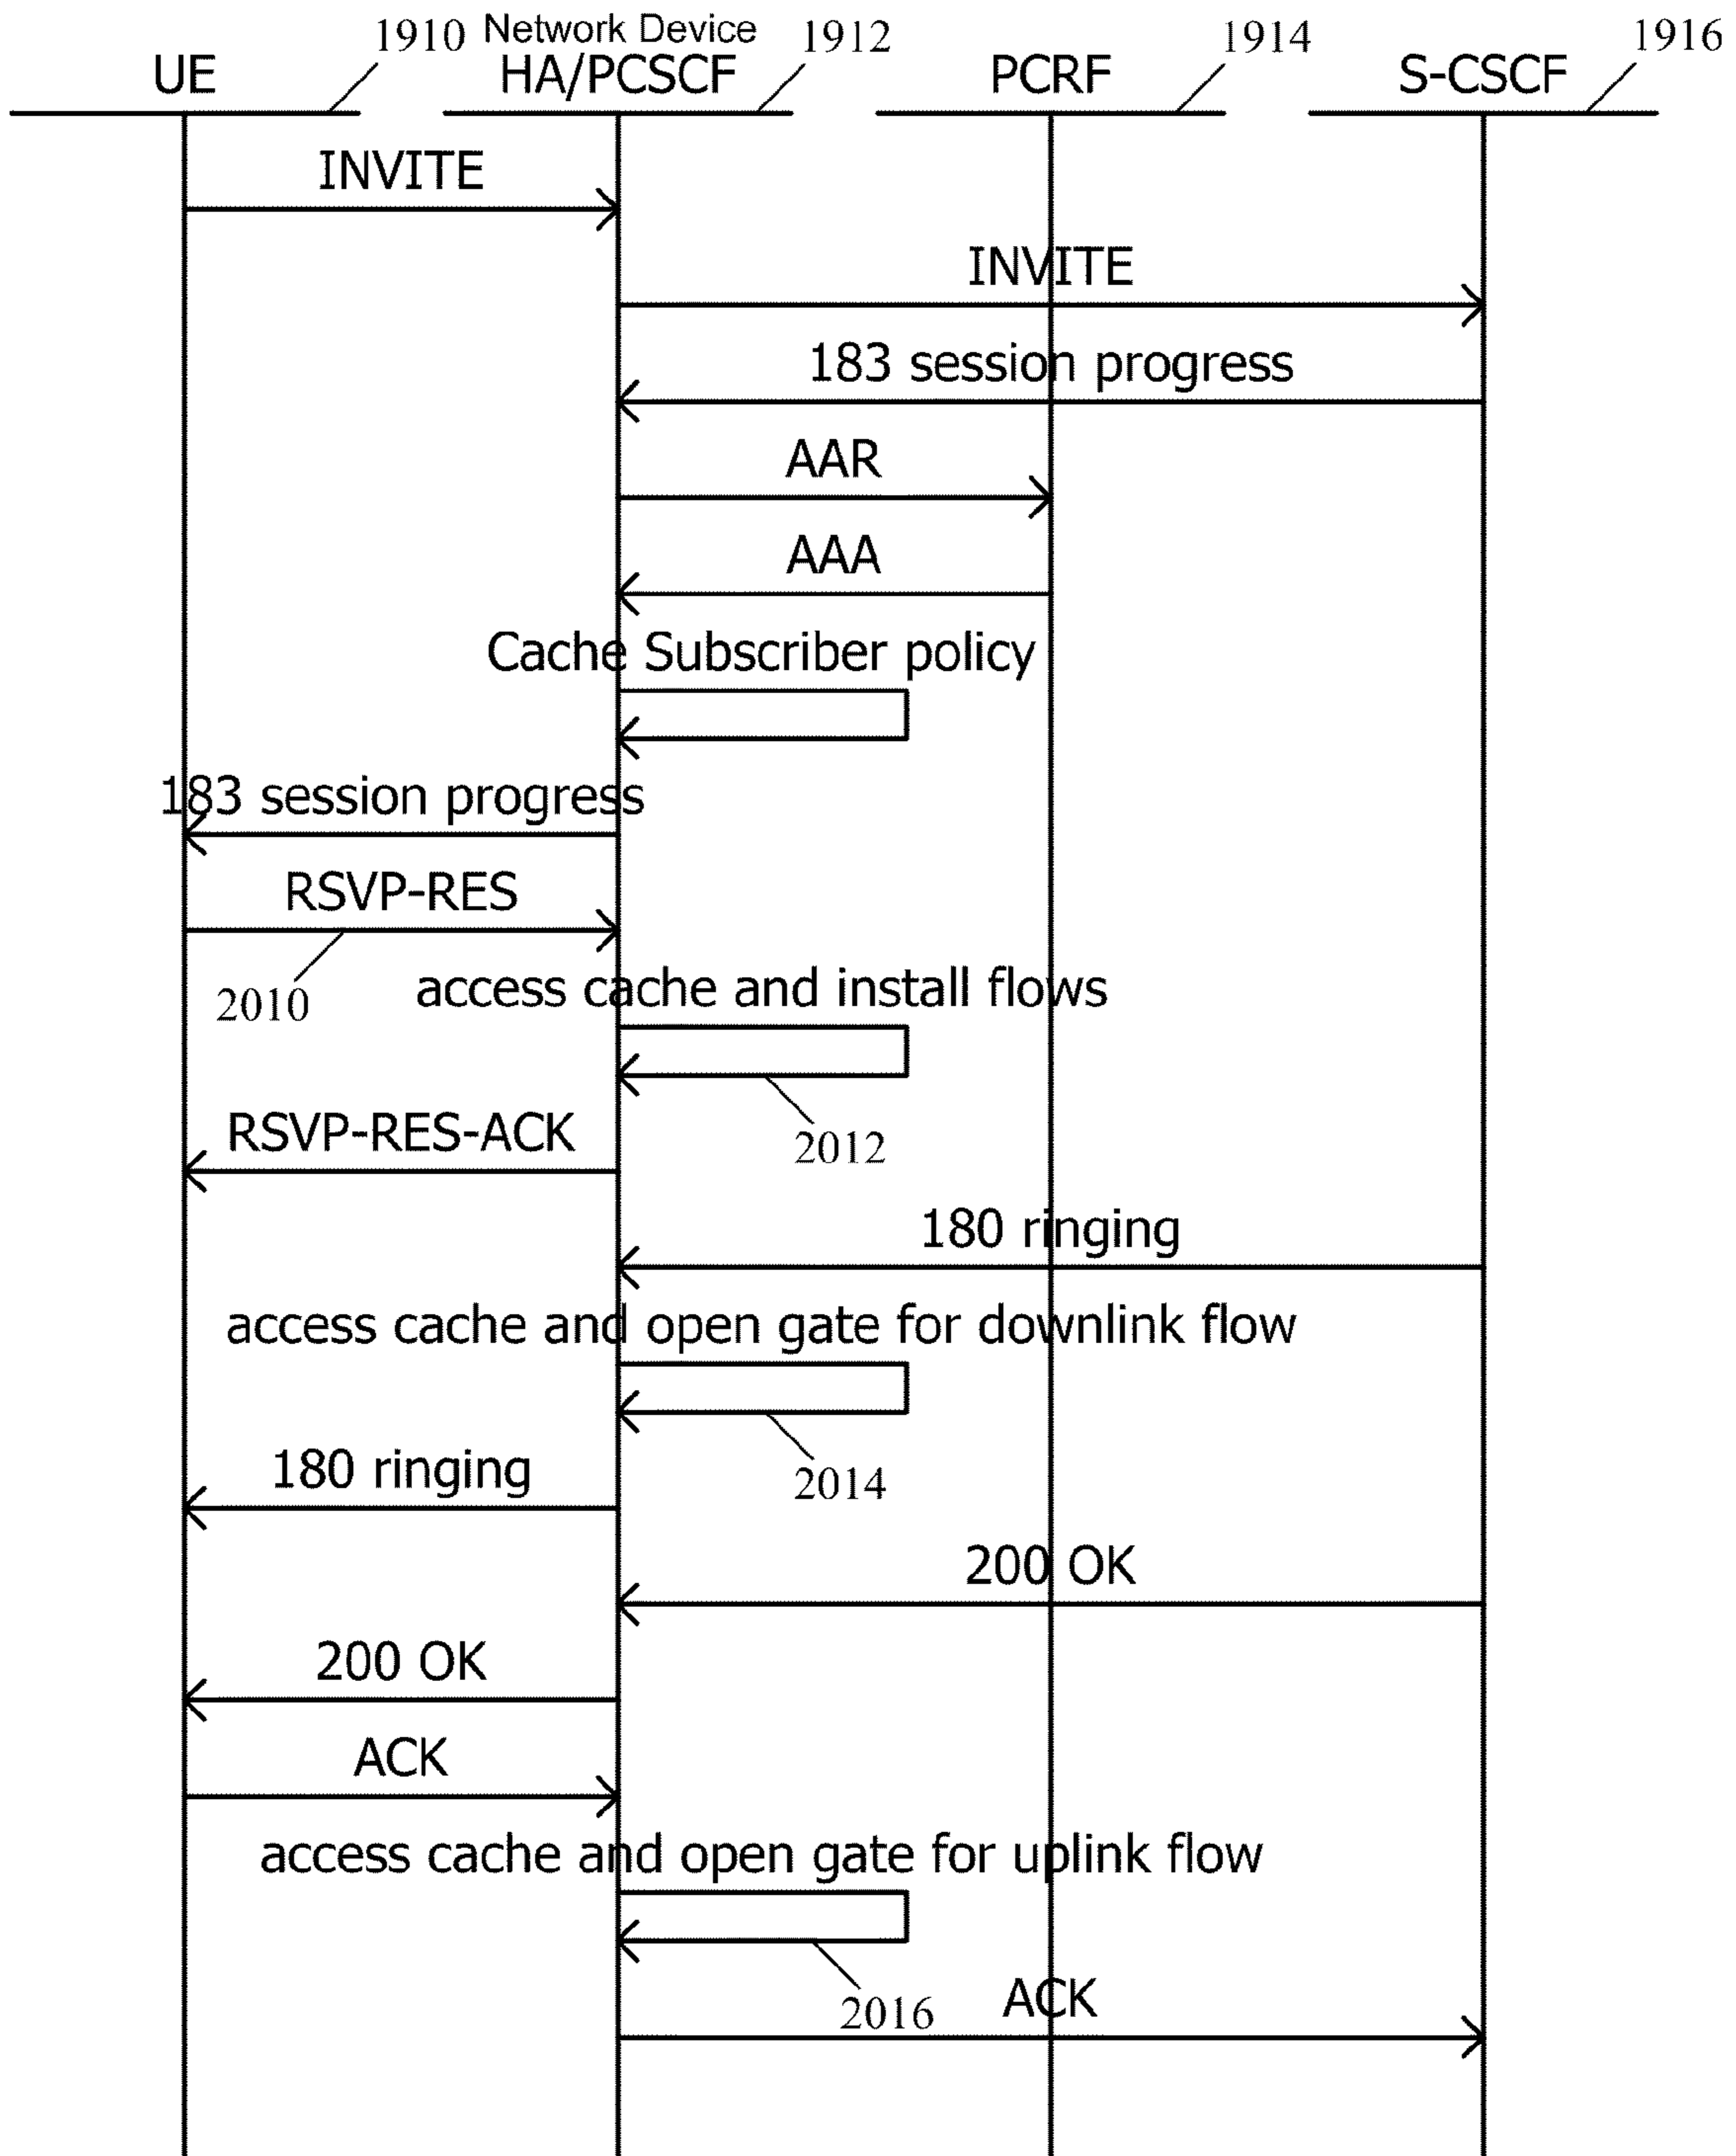 1910 Network Device 1912 1914 1916
UE HA/PCSCF PCRF S-CSCF
INVITE
INVITE
183 session progress
AAR
AAA
Cache Subscriber policy
183 session progress
RSVP-RES
2010
access cache and install flows
2012
RSVP-RES-ACK
180 ringing
access cache and open gate for downlink flow
2014
180 ringing
200 OK
200 OK
ACK
access cache and open gate for uplink flow
2016
ACK